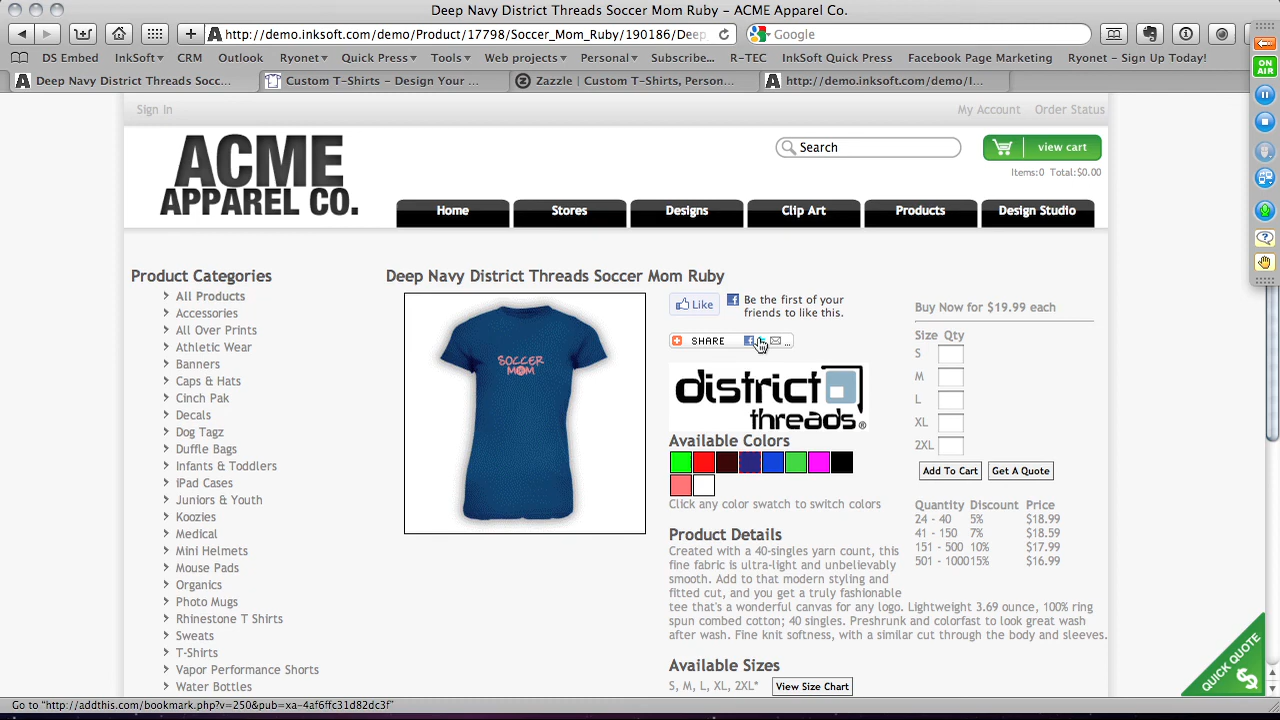 Deep Navy District Threads Soccer Mom Ruby – ACME Apparel Co.
http://demo.inksoft.com/demo/Product/17798/Soccer_Mom_Ruby/190186/Deep_
Google
DS Embed InkSoft CRM Outlook Ryonet Quick Press Tools Web projects Personal Subscribe... R-TEC InkSoft Quick Press Facebook Page Marketing Ryonet - Sign Up Today!
Deep Navy District Threads Socc... Custom T-Shirts – Design Your ... Zazzle | Custom T-Shirts, Person... http://demo.inksoft.com/demo/I...
ON AIR
Sign In
My Account Order Status
ACME
APPAREL CO.
Search
view cart
Items:0 Total:$0.00
Home Stores Designs Clip Art Products Design Studio
Product Categories
All Products
Accessories
All Over Prints
Athletic Wear
Banners
Caps & Hats
Cinch Pak
Decals
Dog Tagz
Duffle Bags
Infants & Toddlers
iPad Cases
Juniors & Youth
Koozies
Medical
Mini Helmets
Mouse Pads
Organics
Photo Mugs
Rhinestone T Shirts
Sweats
T-Shirts
Vapor Performance Shorts
Water Bottles
Deep Navy District Threads Soccer Mom Ruby
SOCCER
MOM
Like
Be the first of your
friends to like this.
SHARE ...
district
threads®
Available Colors
Click any color swatch to switch colors
Product Details
Created with a 40-singles yarn count, this
fine fabric is ultra-light and unbelievably
smooth. Add to that modern styling and
fitted cut, and you get a truly fashionable
tee that's a wonderful canvas for any logo. Lightweight 3.69 ounce, 100% ring
spun combed cotton; 40 singles. Preshrunk and colorfast to look great wash
after wash. Fine knit softness, with a similar cut through the body and sleeves.
Available Sizes
S, M, L, XL, 2XL* View Size Chart
Buy Now for $19.99 each
Size Qty
S
M
L
XL
2XL
Add To Cart Get A Quote
Quantity Discount Price
24 - 40 5% $18.99
41 - 150 7% $18.59
151 - 500 10% $17.99
501 - 1000 15% $16.99
QUICK QUOTE
$
Go to "http://addthis.com/bookmark.php?v=250&pub=xa-4af6ffc31d82dc3f"